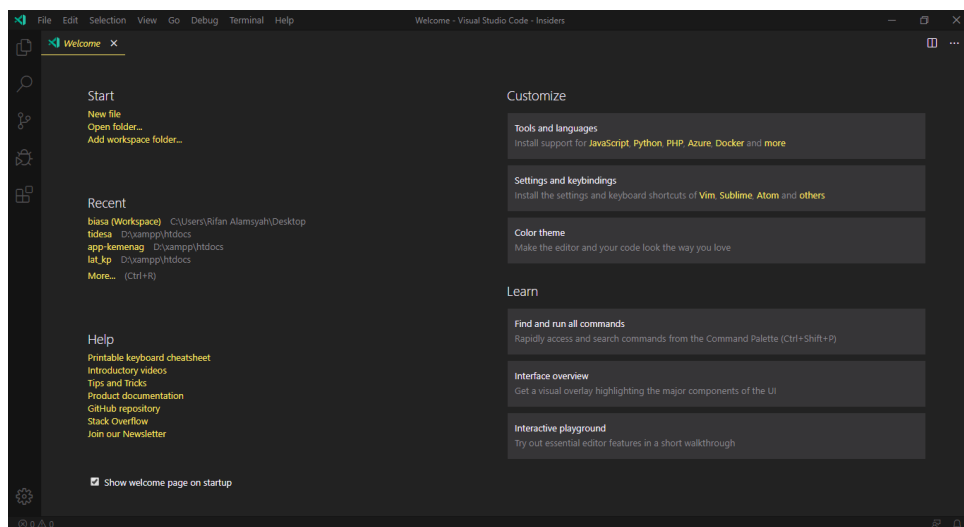 File Edit Selection View Go Debug Terminal Help
Welcome - Visual Studio Code - Insiders
Welcome
Start
New file
Open folder...
Add workspace folder...
Recent
biasa (Workspace) C:\Users\Rifan Alamsyah\Desktop
tidesa D:\xampp\htdocs
app-kemenag D:\xampp\htdocs
lat_kp D:\xampp\htdocs
More... (Ctrl+R)
Help
Printable keyboard cheatsheet
Introductory videos
Tips and Tricks
Product documentation
GitHub repository
Stack Overflow
Join our Newsletter
Show welcome page on startup
Customize
Tools and languages
Install support for JavaScript, Python, PHP, Azure, Docker and more
Settings and keybindings
Install the settings and keyboard shortcuts of Vim, Sublime, Atom and others
Color theme
Make the editor and your code look the way you love
Learn
Find and run all commands
Rapidly access and search commands from the Command Palette (Ctrl+Shift+P)
Interface overview
Get a visual overlay highlighting the major components of the UI
Interactive playground
Try out essential editor features in a short walkthrough
0 0